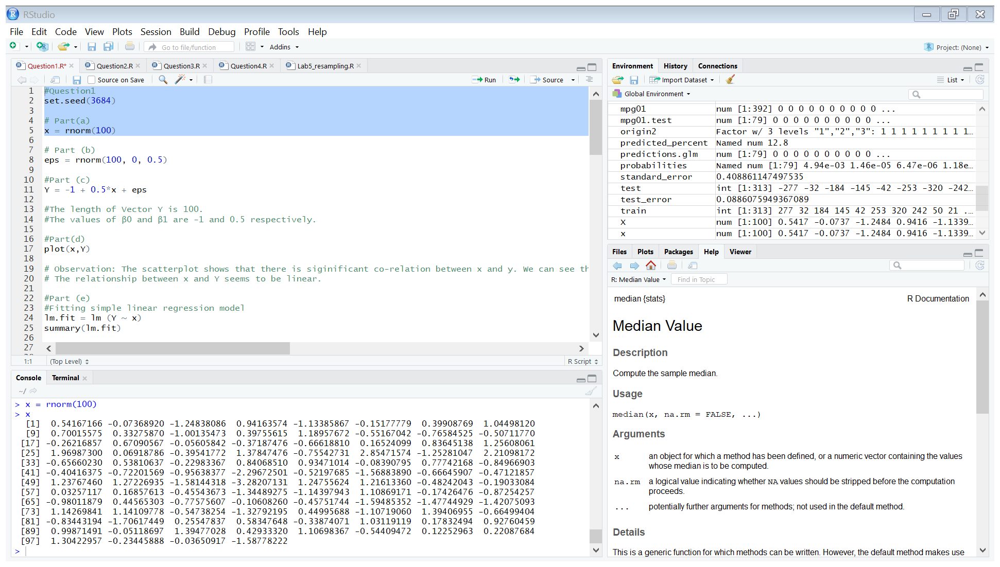 RStudio
File Edit Code View Plots Session Build Debug Profile Tools Help
Go to file/function Addins Project: (None)
Question1.R* Question2.R Question3.R Question4.R Lab5_resampling.R
Source on Save Run Source
1 #Question1
2 set.seed(3684)
3
4 # Part(a)
5 x = rnorm(100)
6
7 # Part (b)
8 eps = rnorm(100, 0, 0.5)
9
10 #Part (c)
11 Y = -1 + 0.5*x + eps
12
13 #The length of Vector Y is 100.
14 #The values of β0 and β1 are -1 and 0.5 respectively.
15
16 #Part(d)
17 plot(x,Y)
18
19 # Observation: The scatterplot shows that there is siginificant co-relation between x and y. We can see th
20 # The relationship between x and Y seems to be linear.
21
22 #Part (e)
23 #Fitting simple linear regression model
24 lm.fit = lm (Y ~ x)
25 summary(lm.fit)
26
27
1:1 (Top Level) R Script
Console Terminal
~/
> x = rnorm(100)
> x
[1] 0.54167166 -0.07368920 -1.24838086 0.94163574 -1.13385867 -0.15177779 0.39908769 1.04498120
[9] 0.70015575 0.33275870 -1.00135473 0.39755615 1.18957672 -0.55167042 -0.76584525 -0.50711770
[17] -0.26216857 0.67090567 -0.05605842 -0.37187476 -0.66618810 0.16524099 0.83645138 1.25608061
[25] 1.96987300 0.06918786 -0.39541772 1.37847476 -0.75542731 2.85471574 -1.25281047 2.21098172
[33] -0.65660230 0.53810637 -0.22983367 0.84068510 0.93471014 -0.08390795 0.77742168 -0.84966903
[41] -0.40416375 -0.72201569 -0.95638377 -2.29672501 -0.52197685 -1.56883890 -0.66645907 -0.47121857
[49] 1.23767460 1.27226935 -1.58144318 -3.28207131 1.24755624 1.21613360 -0.48242043 -0.19033084
[57] 0.03257117 0.16857613 -0.45543673 -1.34489275 -1.14397943 1.10869171 -0.17426476 -0.87254257
[65] -0.98011879 0.44565303 -0.77575607 -0.10608260 -0.45751744 -1.59485352 -1.47744929 -1.42075093
[73] 1.14269841 1.14109778 -0.54738254 -1.32792195 0.44995688 -1.10719060 1.39406955 -0.66499404
[81] -0.83443194 -1.70617449 0.25547837 0.58347648 -0.33874071 1.03119119 0.17832494 0.92760459
[89] 0.99871491 -0.05118697 1.39477028 0.42933320 1.10698367 -0.54409472 0.12252963 0.22087684
[97] 1.30422957 -0.23445888 -0.03650917 -1.58778222
>
Environment History Connections
Import Dataset List
Global Environment
mpg01 num [1:392] 0 0 0 0 0 0 0 0 0 0 ...
mpg01.test num [1:79] 0 0 0 0 0 0 0 0 0 0 ...
origin2 Factor w/ 3 levels "1","2","3": 1 1 1 1 1 1 1 1 1…
predicted_percent Named num 12.8
predictions.glm num [1:79] 0 0 0 0 0 0 0 0 0 0 ...
probabilities Named num [1:79] 4.94e-03 1.46e-05 6.47e-06 1.18e…
standard_error 0.408861147497535
test int [1:313] -277 -32 -184 -145 -42 -253 -320 -242…
test_error 0.0886075949367089
train int [1:313] 277 32 184 145 42 253 320 242 50 21 ..
X num [1:100] 0.5417 -0.0737 -1.2484 0.9416 -1.1339…
x num [1:100] 0.5417 -0.0737 -1.2484 0.9416 -1.1339…
Files Plots Packages Help Viewer
R: Median Value Find in Topic
median {stats} R Documentation
Median Value
Description
Compute the sample median.
Usage
median(x, na.rm = FALSE, ...)
Arguments
x an object for which a method has been defined, or a numeric vector containing the values
whose median is to be computed.
na.rm a logical value indicating whether NA values should be stripped before the computation
proceeds.
... potentially further arguments for methods; not used in the default method.
Details
This is a generic function for which methods can be written. However, the default method makes use